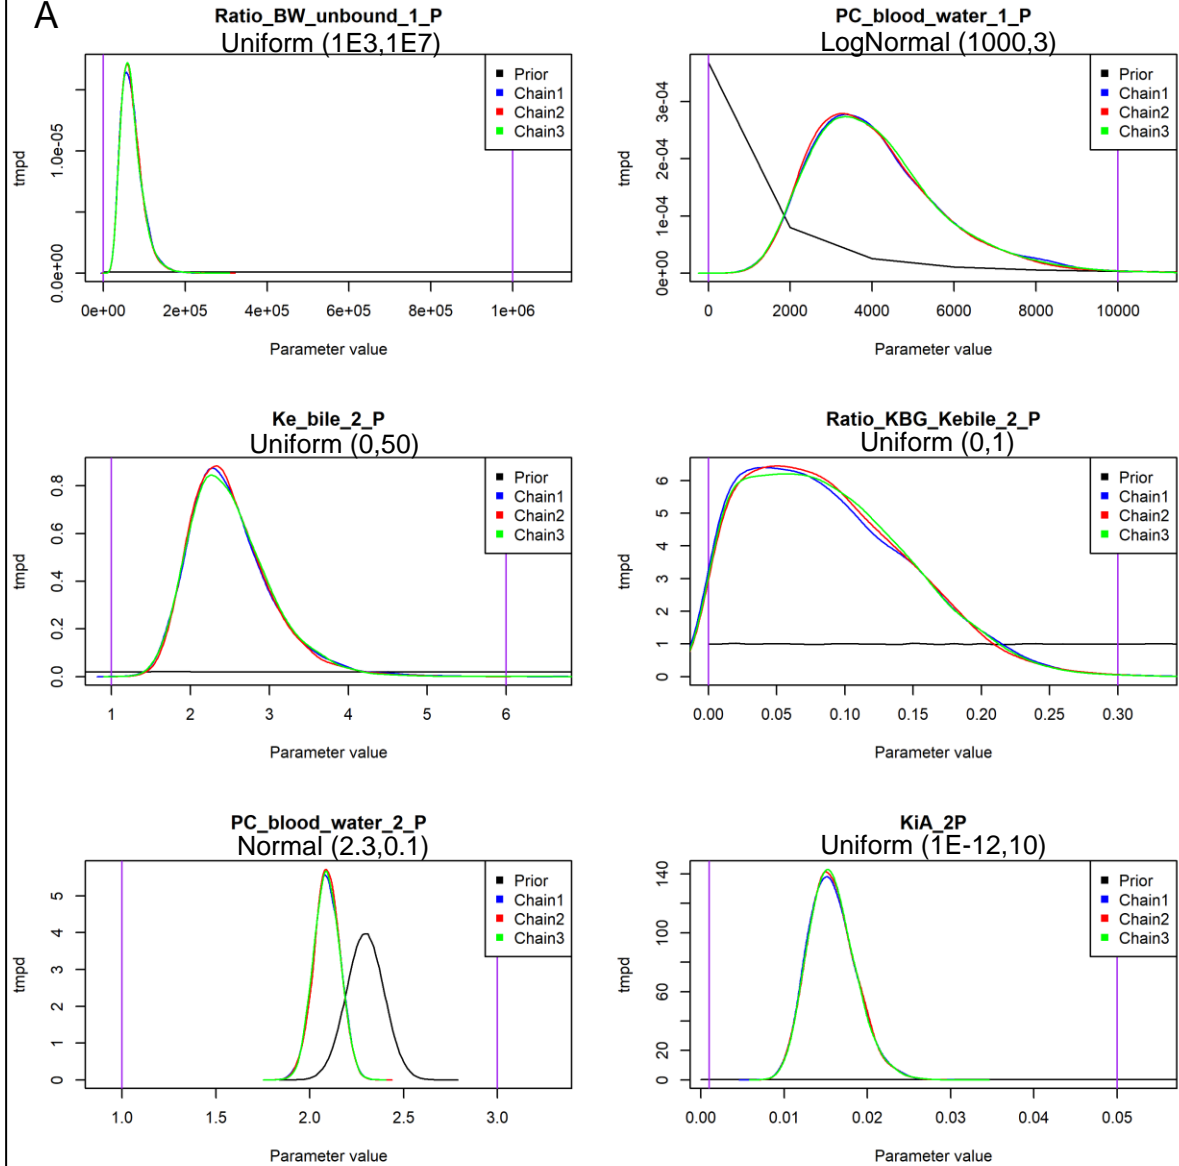 A
Ratio_BW_unbound_1_P
Uniform (1E3,1E7)
Prior
Chain1
Chain2
Chain3
tmpd
0.0e+00
1.0e-05
0e+00 2e+05 4e+05 6e+05 8e+05 1e+06
Parameter value
PC_blood_water_1_P
LogNormal (1000,3)
Prior
Chain1
Chain2
Chain3
tmpd
0e+00
1e-04
2e-04
3e-04
0 2000 4000 6000 8000 10000
Parameter value
Ke_bile_2_P
Uniform (0,50)
Prior
Chain1
Chain2
Chain3
tmpd
0.0
0.2
0.4
0.6
0.8
1 2 3 4 5 6
Parameter value
Ratio_KBG_Kebile_2_P
Uniform (0,1)
Prior
Chain1
Chain2
Chain3
tmpd
0
1
2
3
4
5
6
0.00 0.05 0.10 0.15 0.20 0.25 0.30
Parameter value
PC_blood_water_2_P
Normal (2.3,0.1)
Prior
Chain1
Chain2
Chain3
tmpd
0
1
2
3
4
5
1.0 1.5 2.0 2.5 3.0
Parameter value
KiA_2P
Uniform (1E-12,10)
Prior
Chain1
Chain2
Chain3
tmpd
0
20
60
100
140
0.00 0.01 0.02 0.03 0.04 0.05
Parameter value